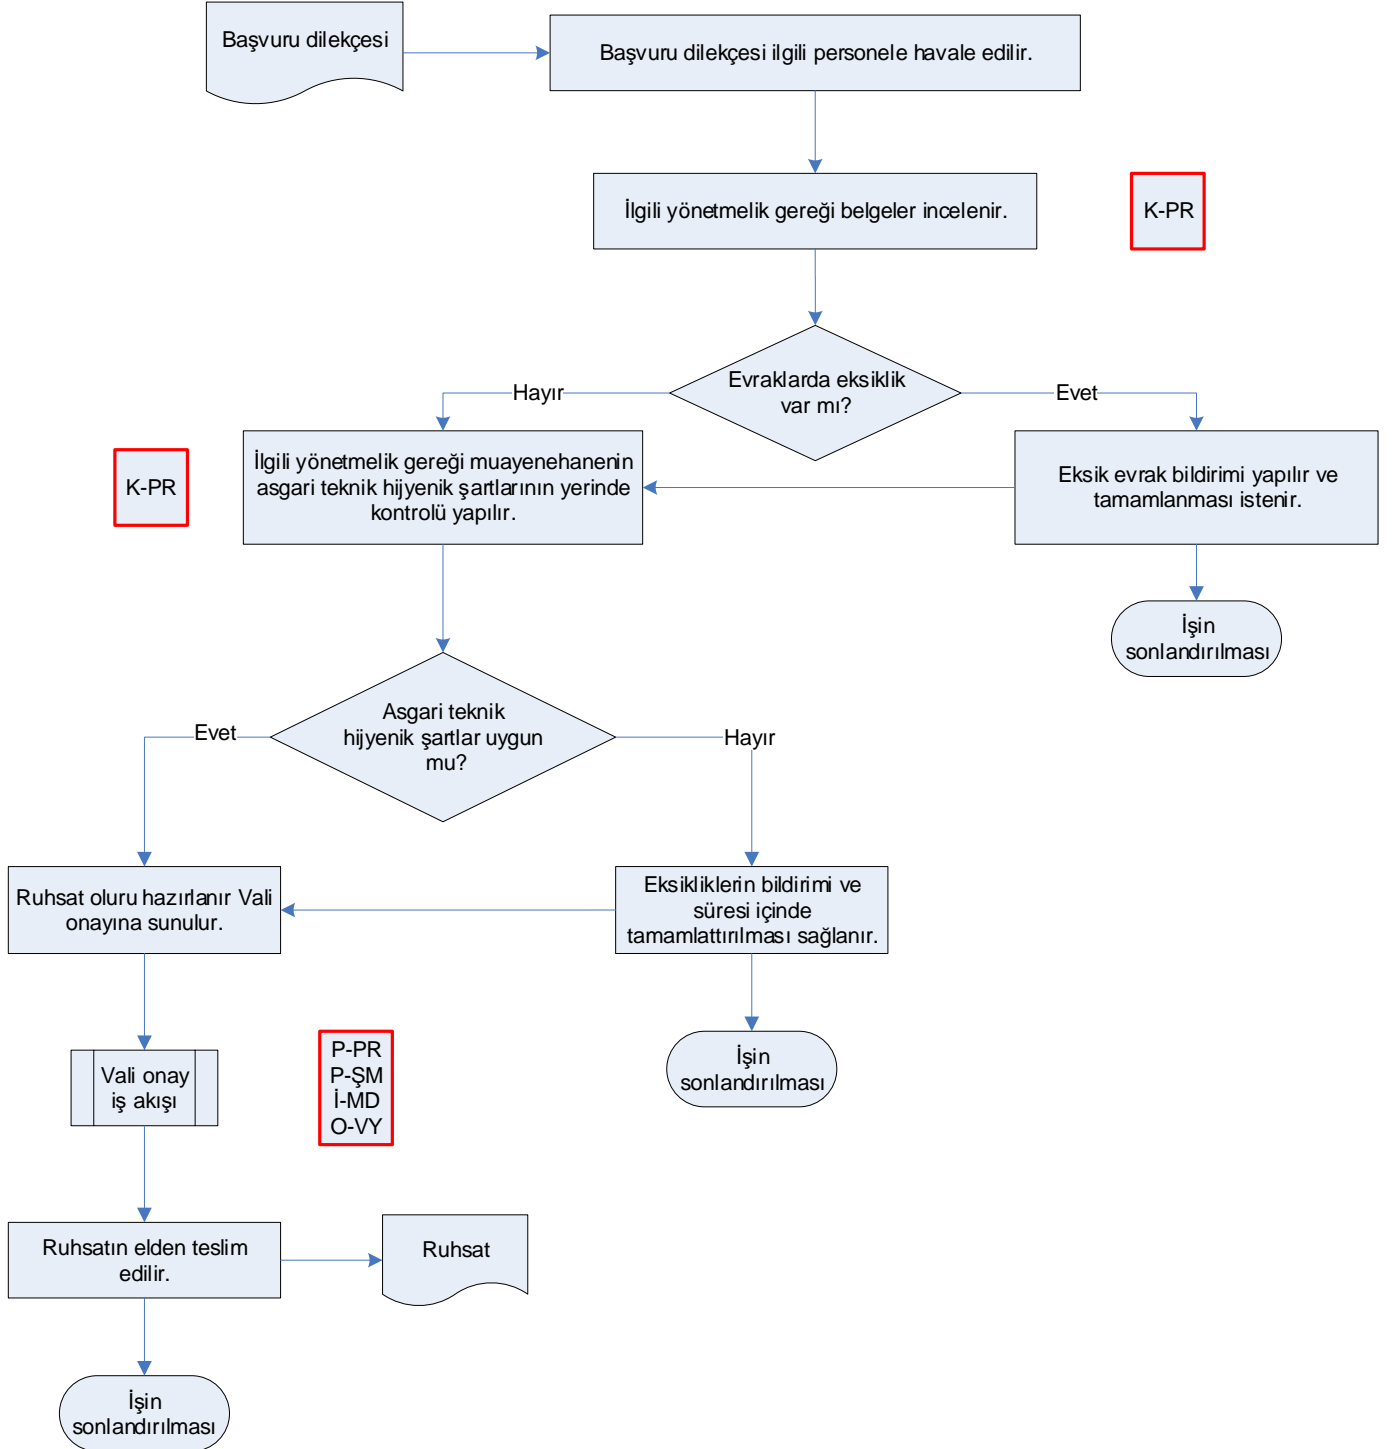 Başvuru dilekçesi
Başvuru dilekçesi ilgili personele havale edilir.
İlgili yönetmelik gereği belgeler incelenir.
K-PR
Evraklarda eksiklik
var mı?
Hayır
Evet
K-PR
İlgili yönetmelik gereği muayenehanenin
asgari teknik hijyenik şartlarının yerinde
kontrolü yapılır.
Eksik evrak bildirimi yapılır ve
tamamlanması istenir.
İşin
sonlandırılması
Asgari teknik
hijyenik şartlar uygun
mu?
Evet
Hayır
Ruhsat oluru hazırlanır Vali
onayına sunulur.
Eksikliklerin bildirimi ve
süresi içinde
tamamlattırılması sağlanır.
Vali onay
iş akışı
P-PR
P-ŞM
İ-MD
O-VY
İşin
sonlandırılması
Ruhsatın elden teslim
edilir.
Ruhsat
İşin
sonlandırılması